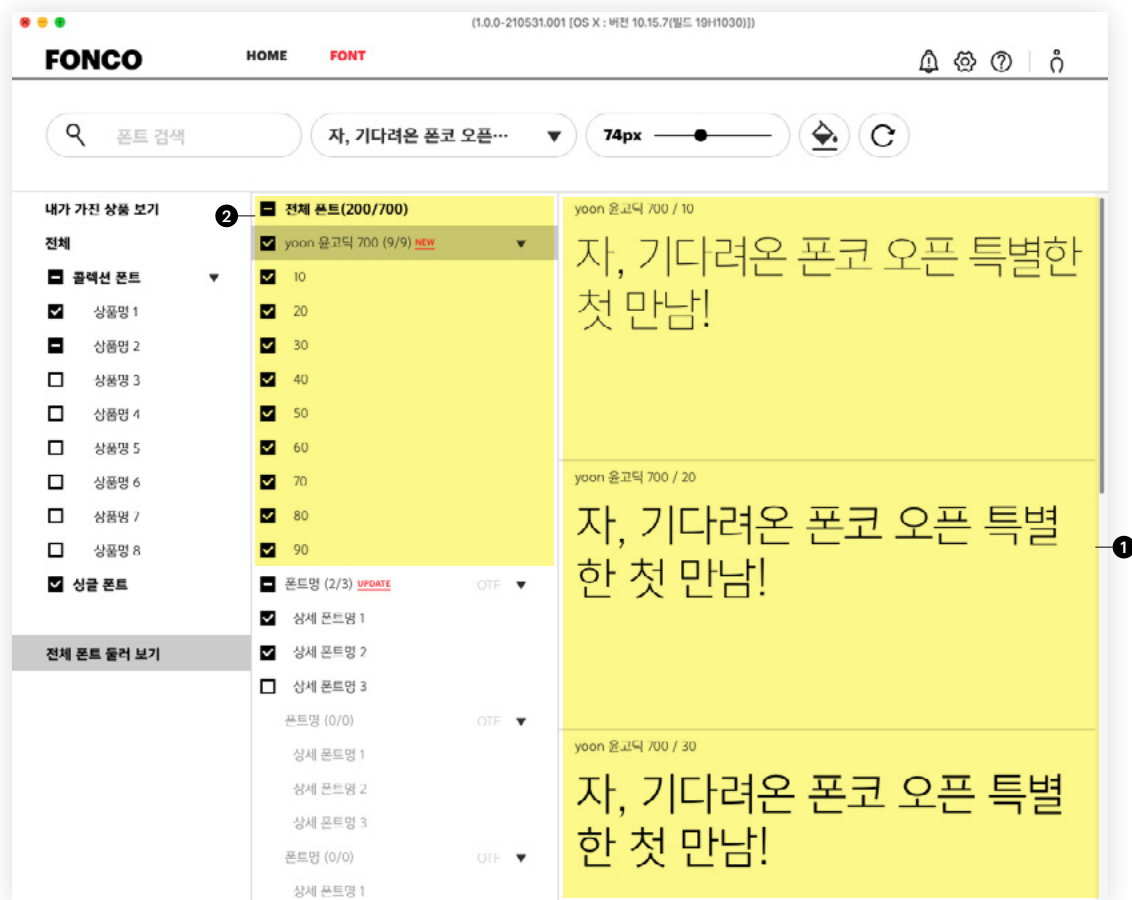 (1.0.0-210531.001 [OS X : 버전 10.15.7(빌드 19H1030)])
FONCO HOME FONT
폰트 검색
자, 기다려온 폰코 오픈…
74px
내가 가진 상품 보기
전체
콜렉션 폰트
상품명 1
상품명 2
상품명 3
상품명 4
상품명 5
상품명 6
상품명 7
상품명 8
싱글 폰트
전체 폰트 둘러 보기
2
전체 폰트(200/700)
yoon 윤고딕 700 (9/9) NEW
10
20
30
40
50
60
70
80
90
폰트명 (2/3) UPDATE OTF
상세 폰트명 1
상세 폰트명 2
상세 폰트명 3
폰트명 (0/0) OTF
상세 폰트명 1
상세 폰트명 2
상세 폰트명 3
폰트명 (0/0) OTF
상세 폰트명 1
yoon 윤고딕 700 / 10
자, 기다려온 폰코 오픈 특별한
첫 만남!
yoon 윤고딕 700 / 20
자, 기다려온 폰코 오픈 특별
한 첫 만남!
1
yoon 윤고딕 700 / 30
자, 기다려온 폰코 오픈 특별
한 첫 만남!